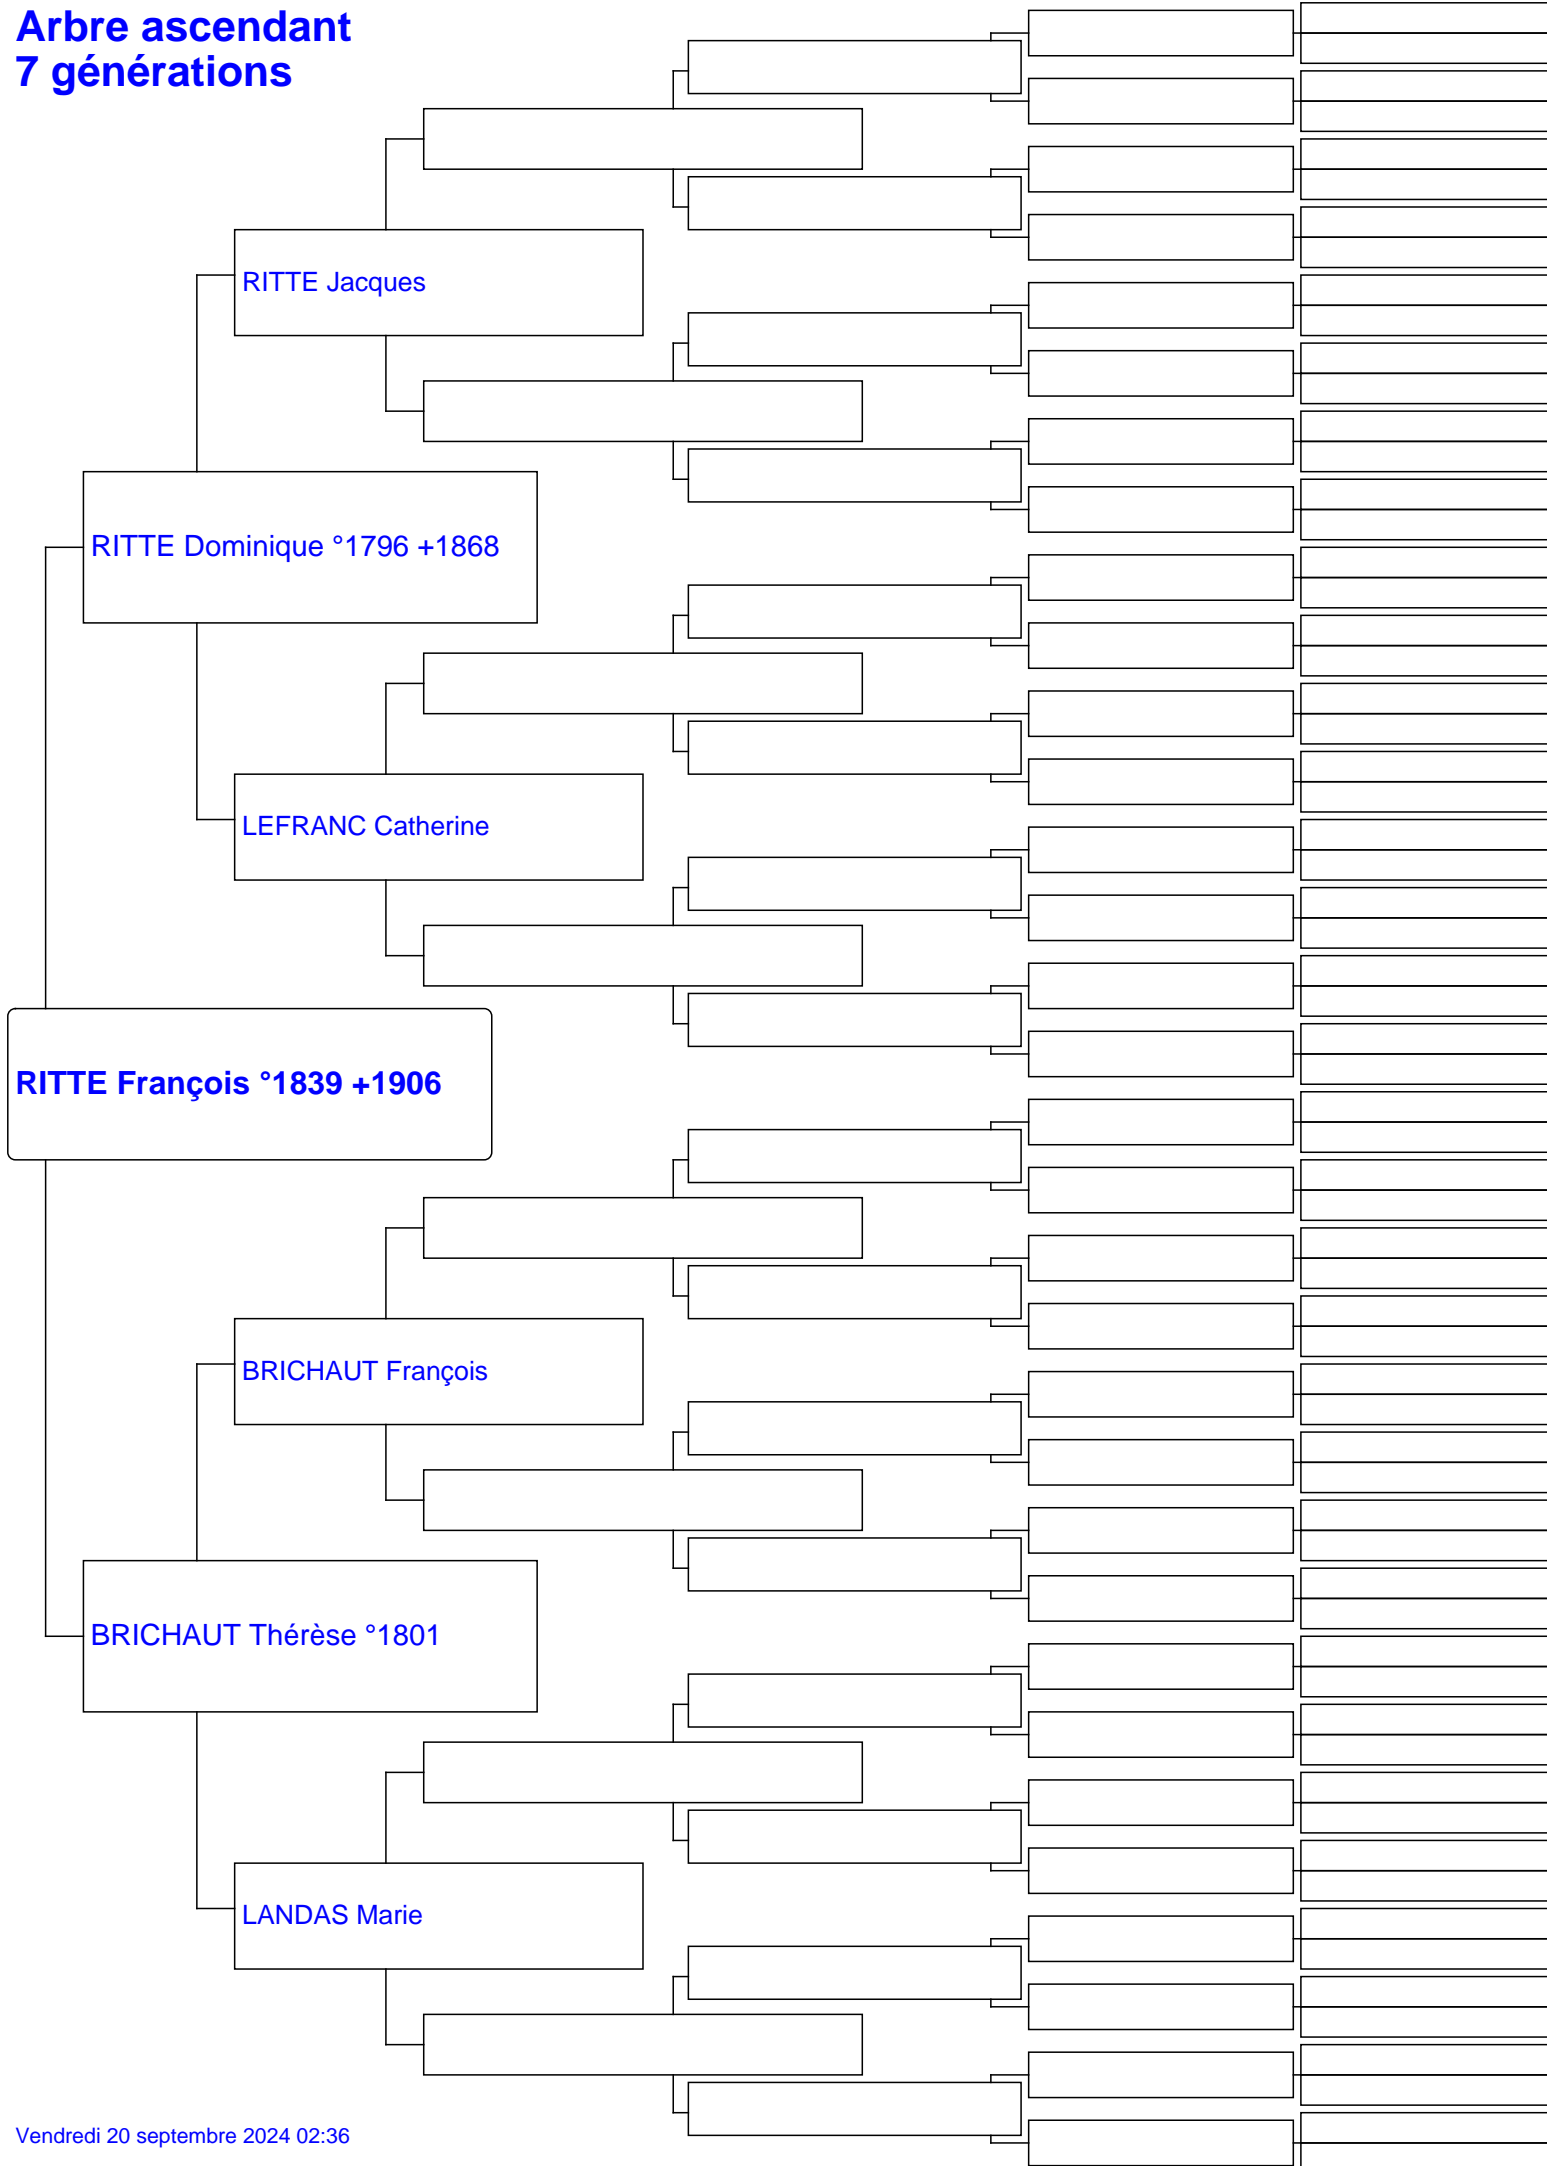 Arbre ascendant
7 générations
RITTE Jacques
RITTE Dominique °1796 +1868
LEFRANC Catherine
RITTE François °1839 +1906
BRICHAUT François
BRICHAUT Thérèse °1801
LANDAS Marie
Vendredi 20 septembre 2024 02:36